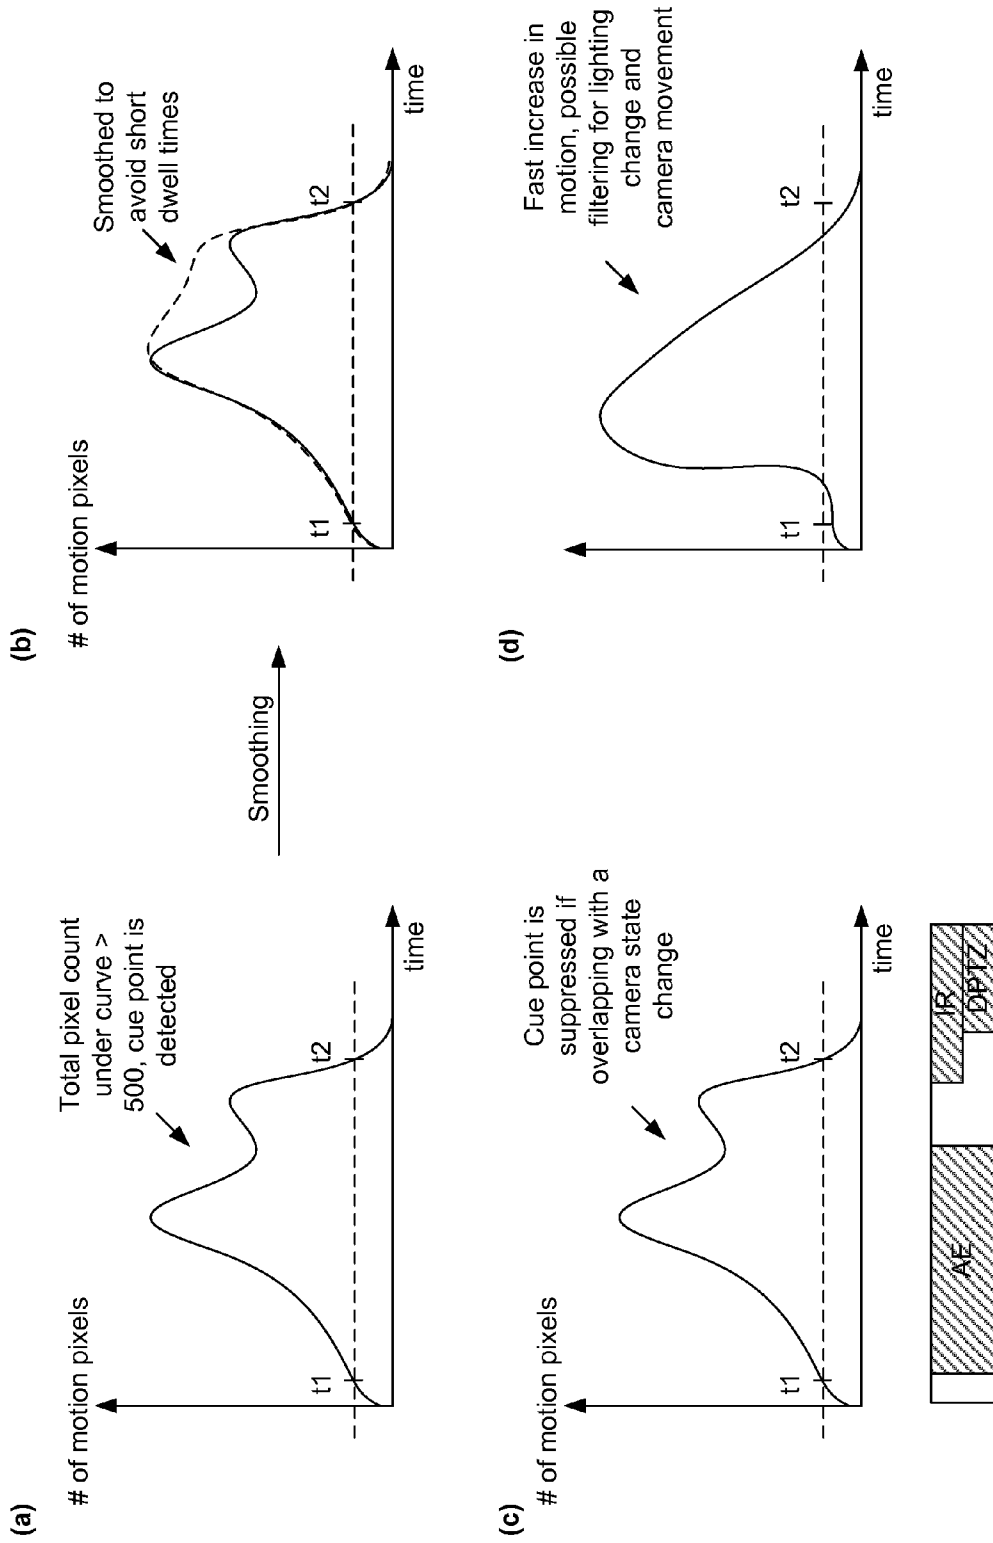 (a)
# of motion pixels
Total pixel count
under curve >
500, cue point is
detected
t1
t2
time
Smoothing
(b)
# of motion pixels
Smoothed to
avoid short
dwell times
t1
t2
time
(c)
# of motion pixels
Cue point is
suppressed if
overlapping with a
camera state
change
t1
t2
time
AE
IR
DPTZ
(d)
Fast increase in
motion, possible
filtering for lighting
change and
camera movement
t1
t2
time